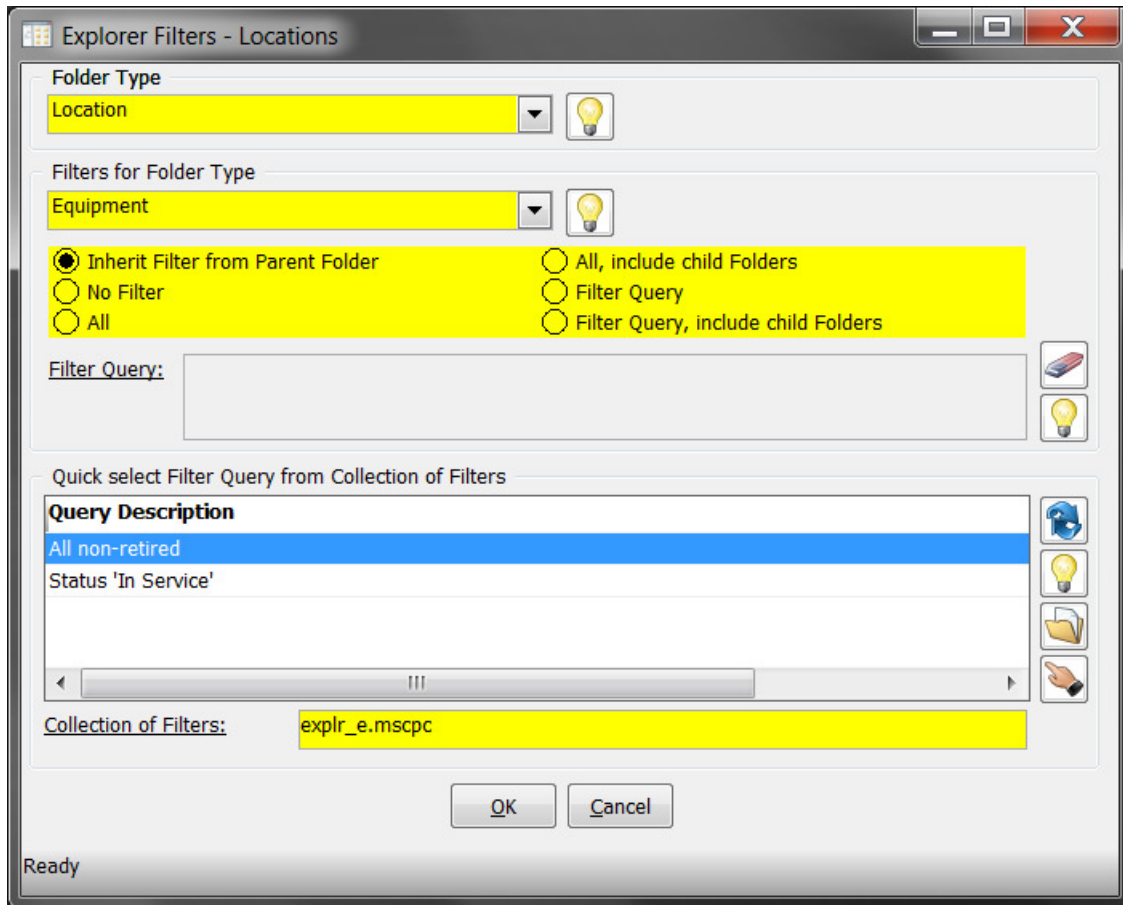 Explorer Filters - Locations
Folder Type
Location
Filters for Folder Type
Equipment
Inherit Filter from Parent Folder
All, include child Folders
No Filter
Filter Query
All
Filter Query, include child Folders
Filter Query:
Quick select Filter Query from Collection of Filters
Query Description
All non-retired
Status 'In Service'
Collection of Filters:
explr_e.mscpc
OK
Cancel
Ready